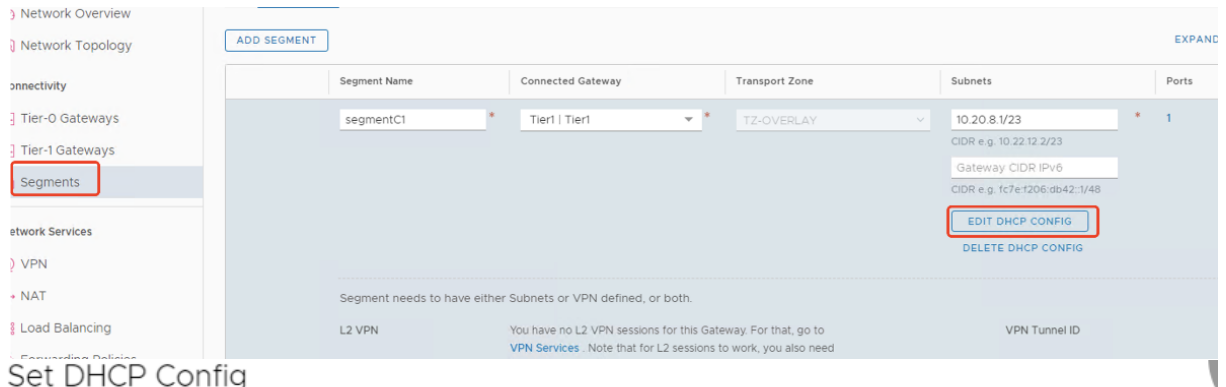 Network Overview
Network Topology
ADD SEGMENT
EXPAND
onnectivity
Segment Name
Connected Gateway
Transport Zone
Subnets
Ports
Tier-0 Gateways
segmentC1 *
Tier1 | Tier1 *
TZ-OVERLAY
10.20.8.1/23 *
1
CIDR e.g. 10.22.12.2/23
Tier-1 Gateways
Gateway CIDR IPv6
Segments
CIDR e.g. fc7e:f206:db42::1/48
EDIT DHCP CONFIG
etwork Services
DELETE DHCP CONFIG
VPN
NAT
Segment needs to have either Subnets or VPN defined, or both.
Load Balancing
L2 VPN
You have no L2 VPN sessions for this Gateway. For that, go to
VPN Tunnel ID
VPN Services . Note that for L2 sessions to work, you also need
Forwarding Policies
Set DHCP Config